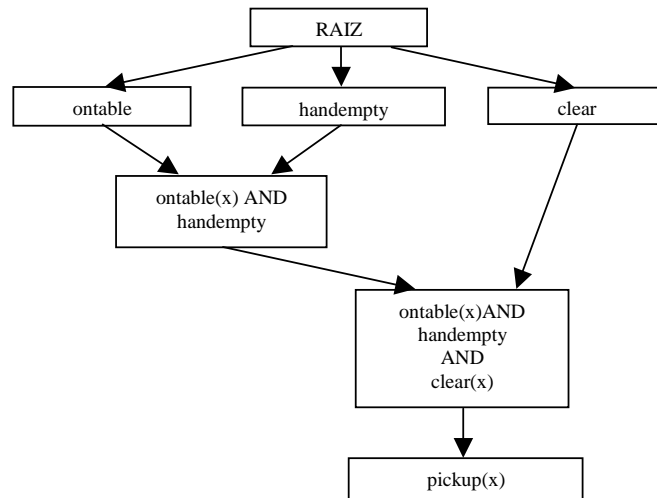 RAIZ
ontable
handempty
clear
ontable(x) AND
handempty
ontable(x)AND
handempty
AND
clear(x)
pickup(x)